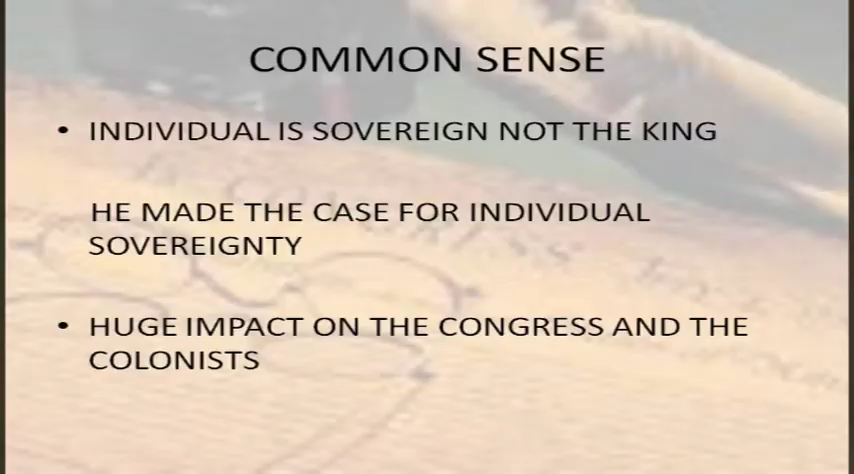 COMMON SENSE
• INDIVIDUAL IS SOVEREIGN NOT THE KING
HE MADE THE CASE FOR INDIVIDUAL
SOVEREIGNTY
• HUGE IMPACT ON THE CONGRESS AND THE
COLONISTS